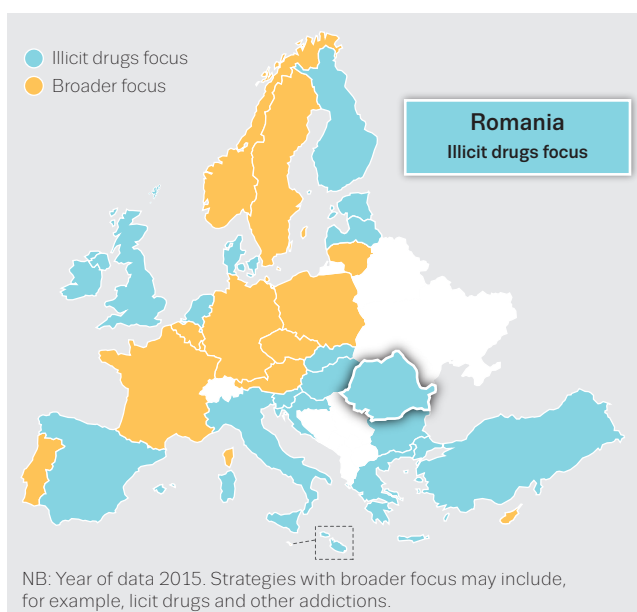 Illicit drugs focus
Broader focus
Romania
Illicit drugs focus
NB: Year of data 2015. Strategies with broader focus may include,
for example, licit drugs and other addictions.